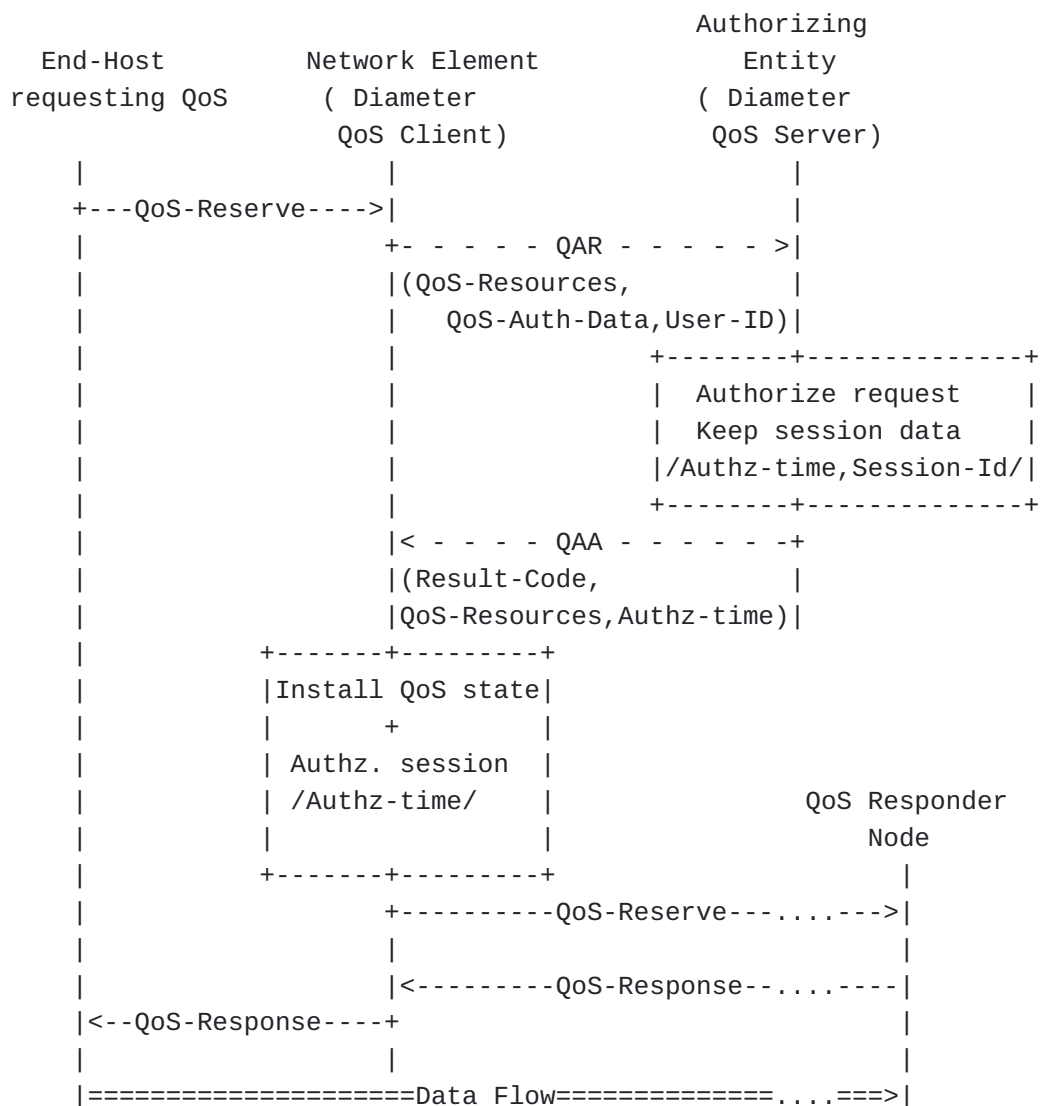 Authorizing
End-Host Network Element Entity
requesting QoS ( Diameter ( Diameter
QoS Client) QoS Server)
+---QoS-Reserve---->|
+- - - - - QAR - - - - - >|
|(QoS-Resources,
QoS-Auth-Data,User-ID)|
+--------+--------------+
| Authorize request |
| Keep session data |
|/Authz-time,Session-Id/|
+--------+--------------+
|< - - - - QAA - - - - - -+
|(Result-Code,
|QoS-Resources,Authz-time)|
+-------+---------+
|Install QoS state|
| + |
| Authz. session |
| /Authz-time/ | QoS Responder
| | Node
+-------+---------+
+----------QoS-Reserve---....--->|
|<---------QoS-Response--....----|
|<--QoS-Response----+
|=====================Data Flow==============....===>|